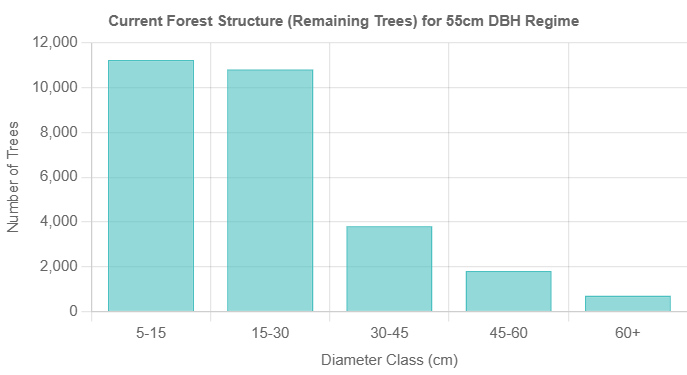 Current Forest Structure (Remaining Trees) for 55cm DBH Regime
Number of Trees
12,000
10,000
8,000
6,000
4,000
2,000
0
5-15 15-30 30-45 45-60 60+
Diameter Class (cm)